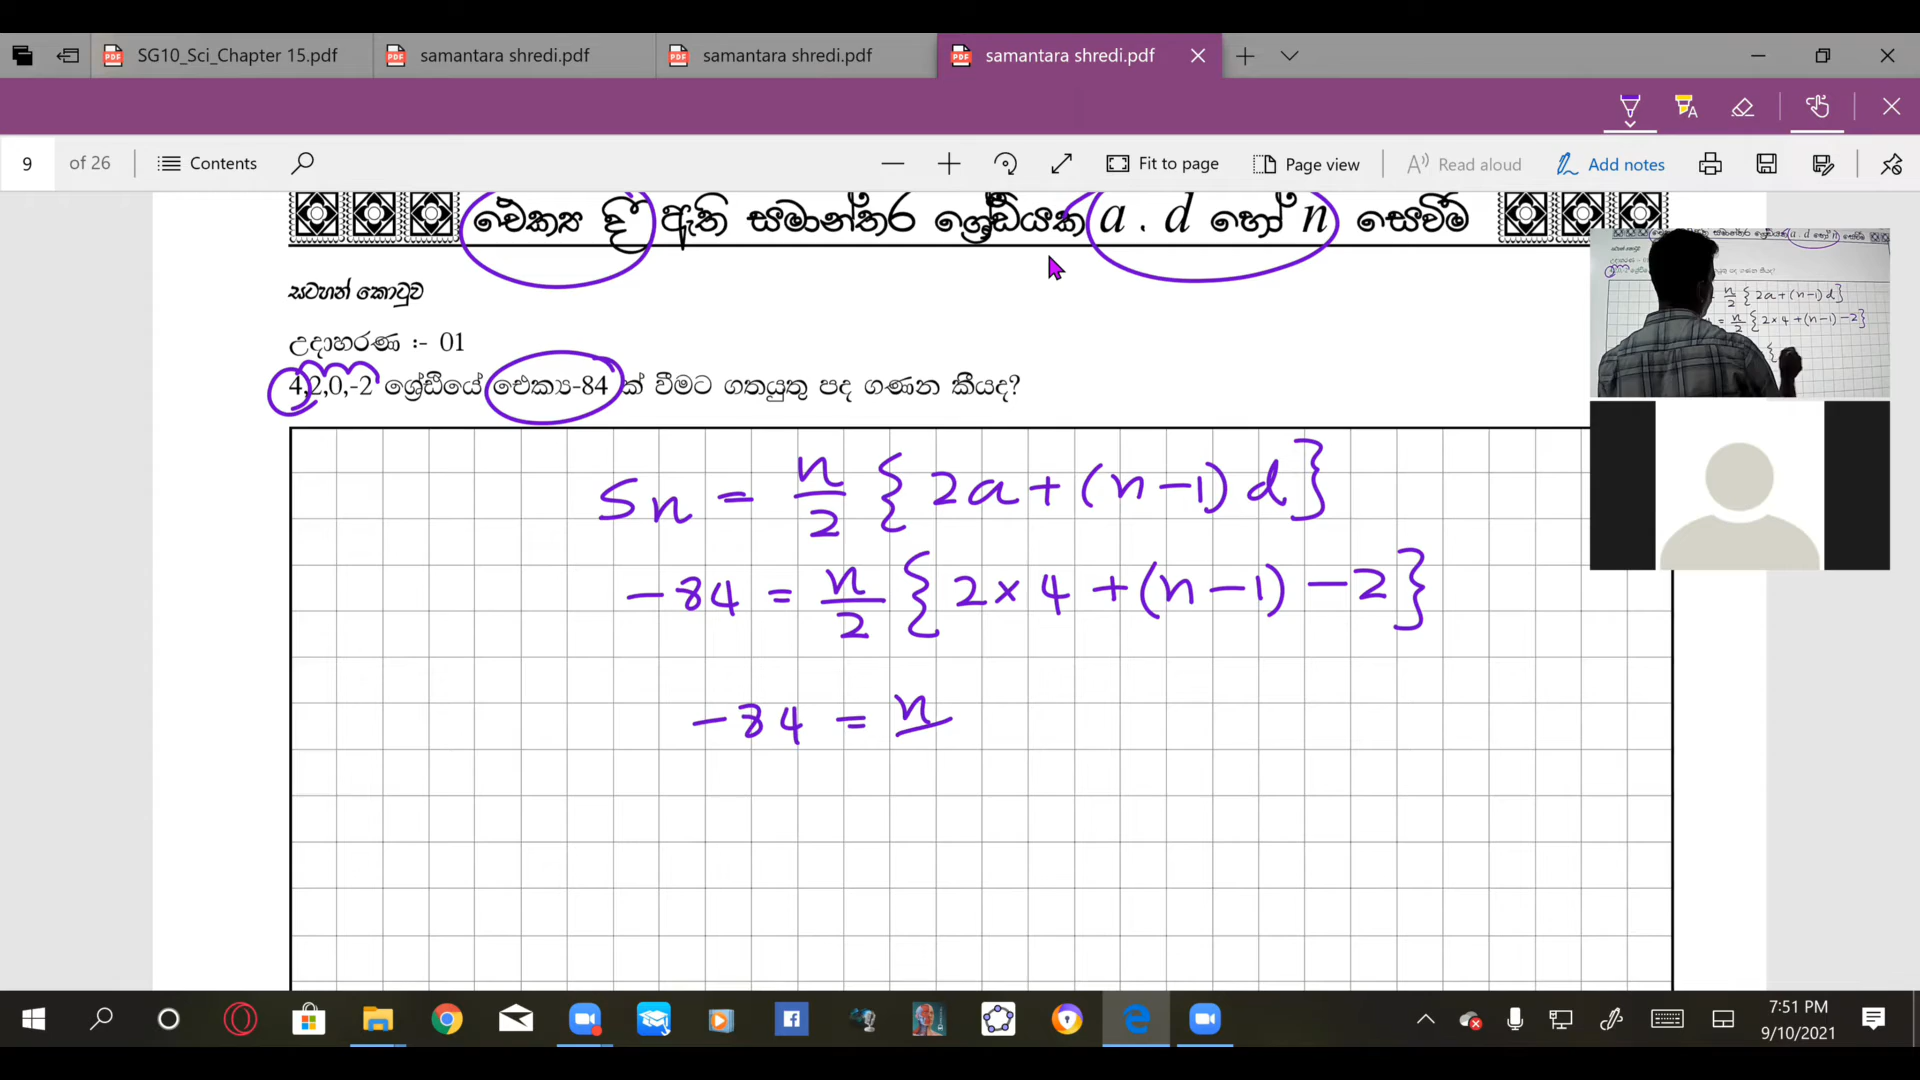 SG10_Sci_Chapter 15.pdf
samantara shredi.pdf
samantara shredi.pdf
samantara shredi.pdf
9 of 26
Contents
Fit to page
Page view
Read aloud
Add notes
ඓක්‍ය දී ඇති සමාන්තර ශ්‍රේඪියක a . d හෝ n සෙවීම
සටහන් කොටුව
උදාහරණ :- 01
4,2,0,-2 ශ්‍රේඪියේ ඓක්‍ය-84 ක් වීමට ගතයුතු පද ගණන කීයද?
Sn = n/2 { 2a + (n-1) d }
-84 = n/2 { 2 × 4 + (n-1) -2 }
-84 = n
7:51 PM
9/10/2021